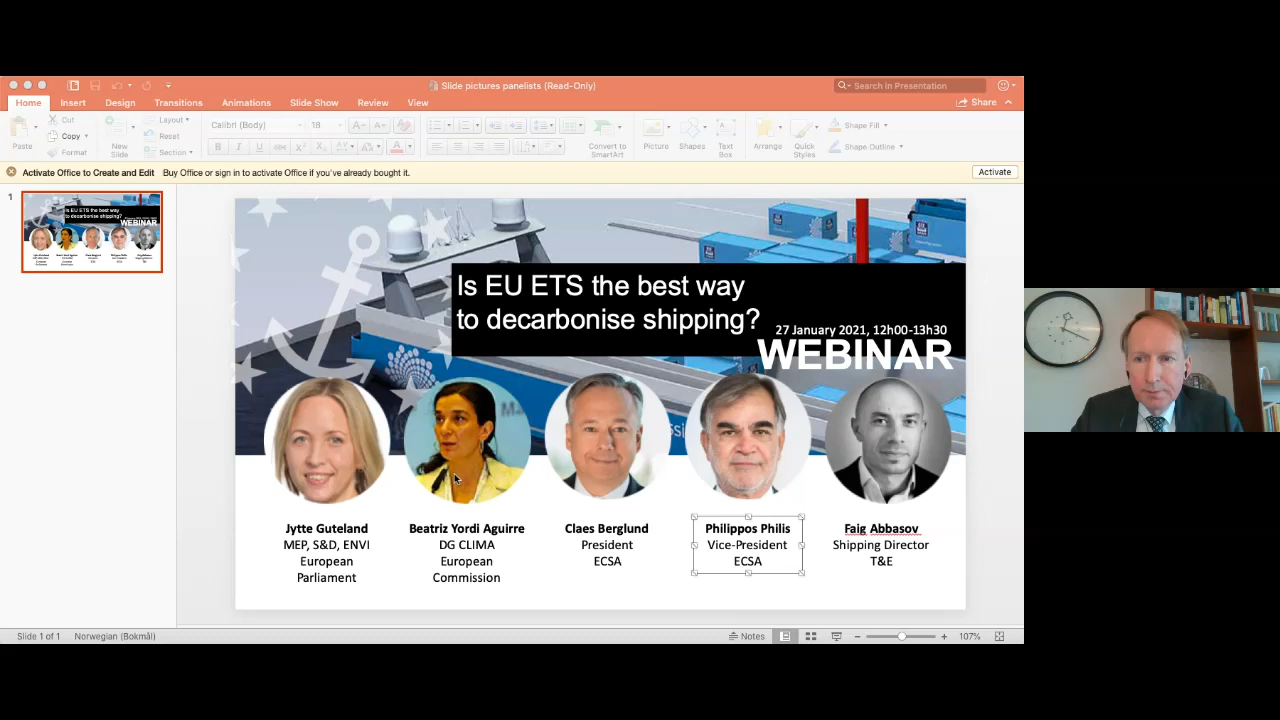 Slide pictures panelists (Read-Only)
Search in Presentation
Home Insert Design Transitions Animations Slide Show Review View
Share
Paste
Cut
Copy
Format
New Slide
Layout
Reset
Section
Calibri (Body) 18
Convert to SmartArt
Picture
Shapes
Text Box
Arrange
Quick Styles
Shape Fill
Shape Outline
Activate Office to Create and Edit Buy Office or sign in to activate Office if you've already bought it.
Activate
1
Is EU ETS the best way
to decarbonise shipping?
27 January 2021, 12h00-13h30
WEBINAR
Jytte Guteland
MEP, S&D, ENVI
European
Parliament
Beatriz Yordi Aguirre
DG CLIMA
European
Commission
Claes Berglund
President
ECSA
Philippos Philis
Vice-President
ECSA
Faig Abbasov
Shipping Director
T&E
Slide 1 of 1 Norwegian (Bokmål)
Notes
107%